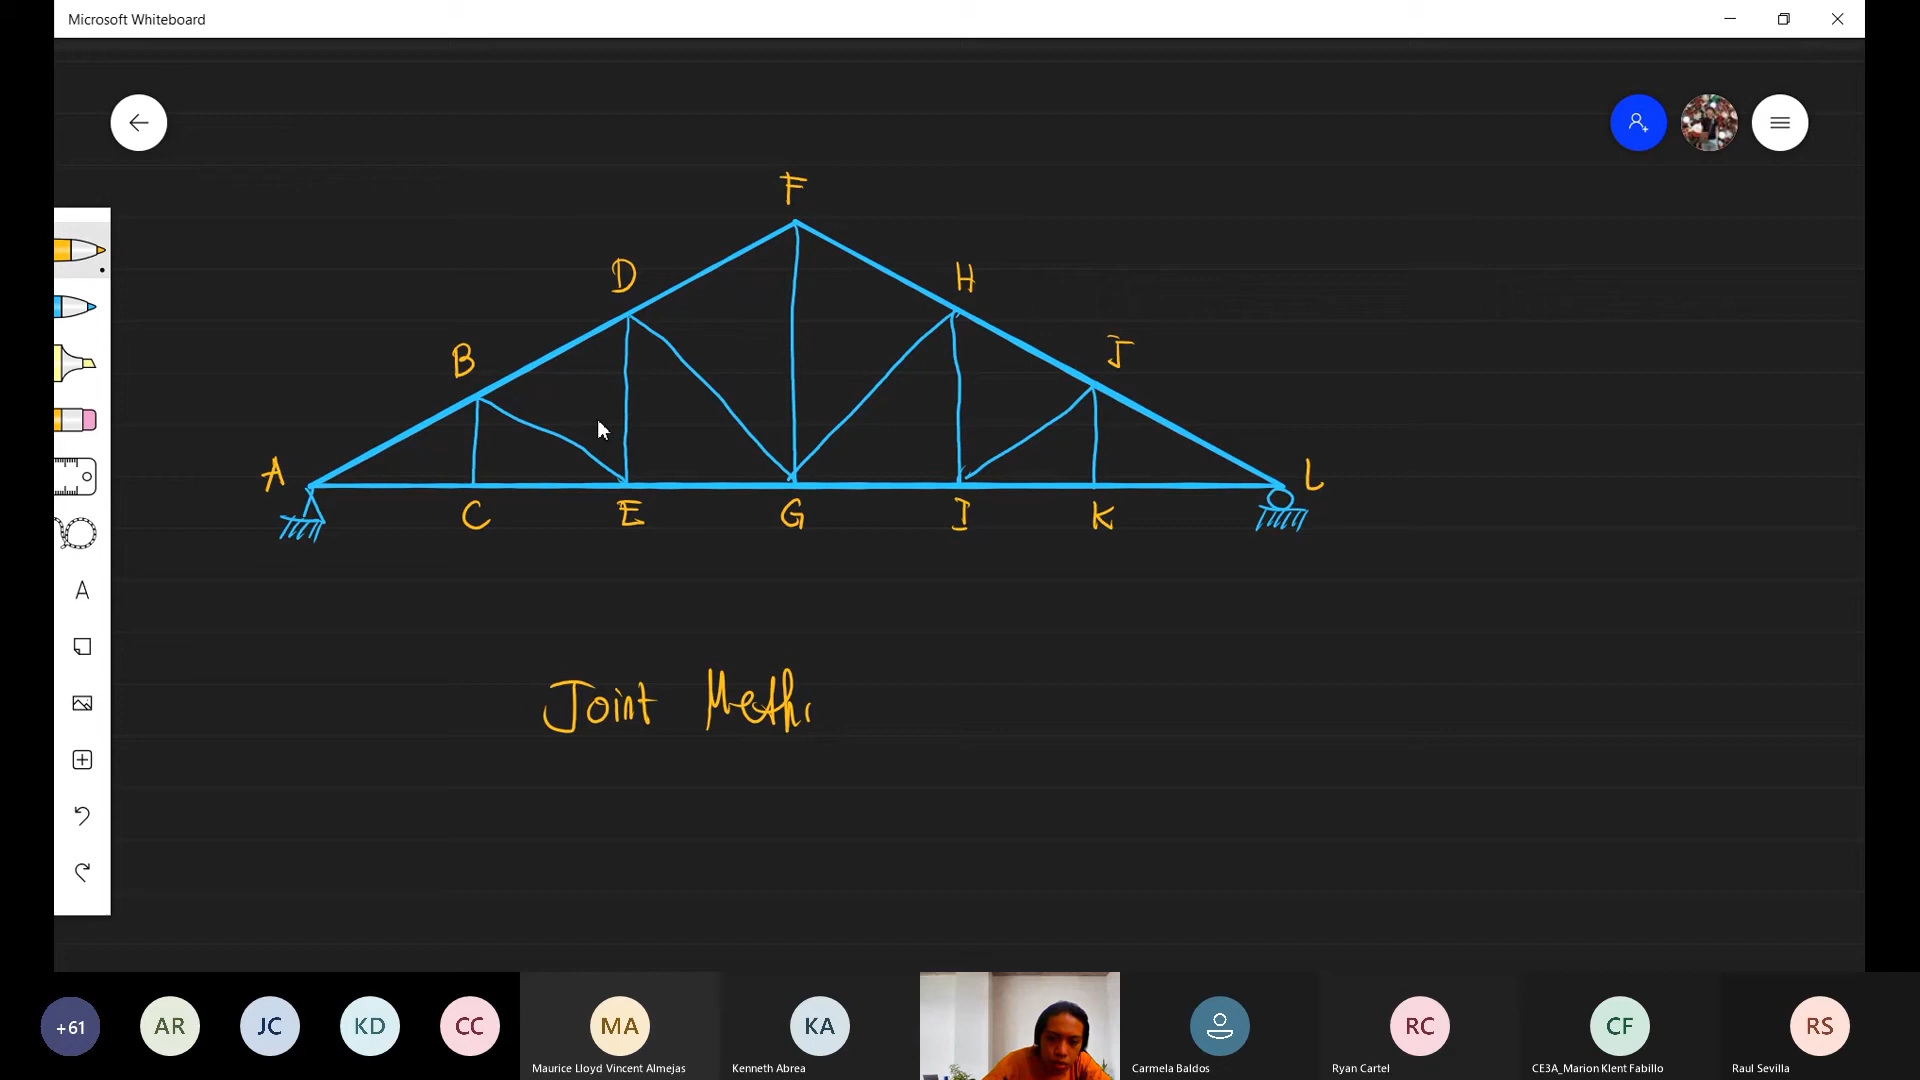 Microsoft Whiteboard
F
D
H
B
J
A
L
C E G I K
Joint Meth
A
+61
AR
JC
KD
CC
MA
Maurice Lloyd Vincent Almejas
KA
Kenneth Abrea
Carmela Baldos
RC
Ryan Cartel
CF
CE3A_Marion Klent Fabillo
RS
Raul Sevilla